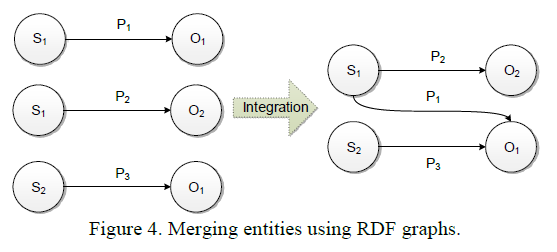 P1
S1 O1
P2
S1 O2
P3
S2 O1
Integration
P2
S1 O2
P1
S2 O1
P3
Figure 4. Merging entities using RDF graphs.